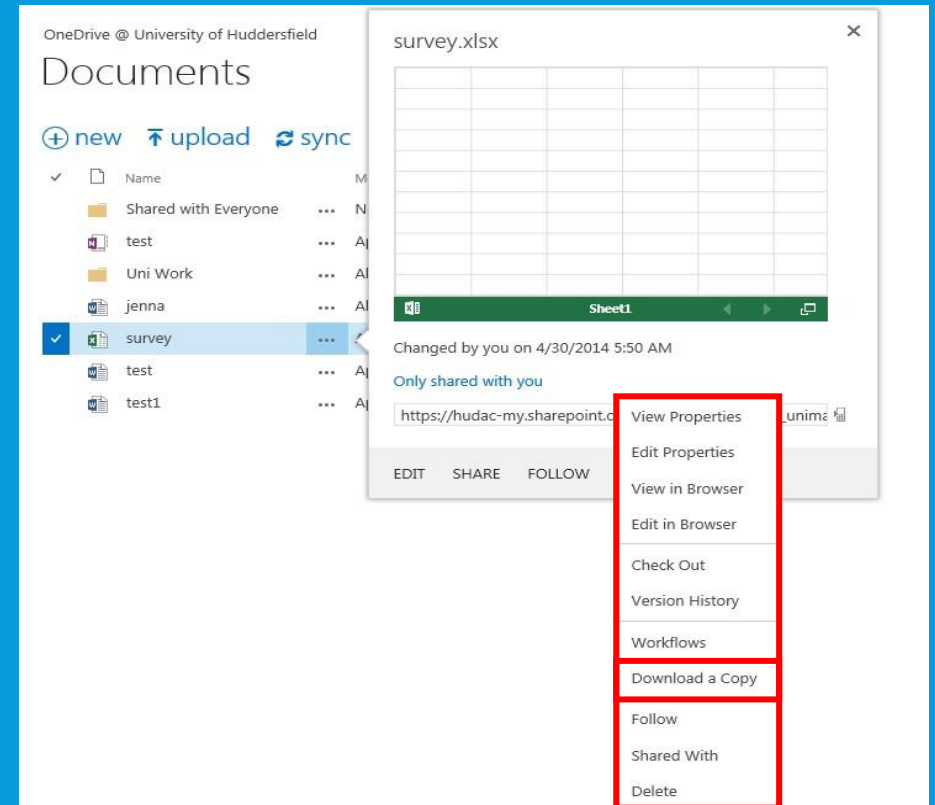 OneDrive @ University of Huddersfield
Documents
new upload sync
Name
Shared with Everyone ...
test ...
Uni Work ...
jenna ...
survey ...
test ...
test1 ...
survey.xlsx
Sheet1
Changed by you on 4/30/2014 5:50 AM
Only shared with you
https://hudac-my.sharepoint.c
_unima
EDIT SHARE FOLLOW
View Properties
Edit Properties
View in Browser
Edit in Browser
Check Out
Version History
Workflows
Download a Copy
Follow
Shared With
Delete